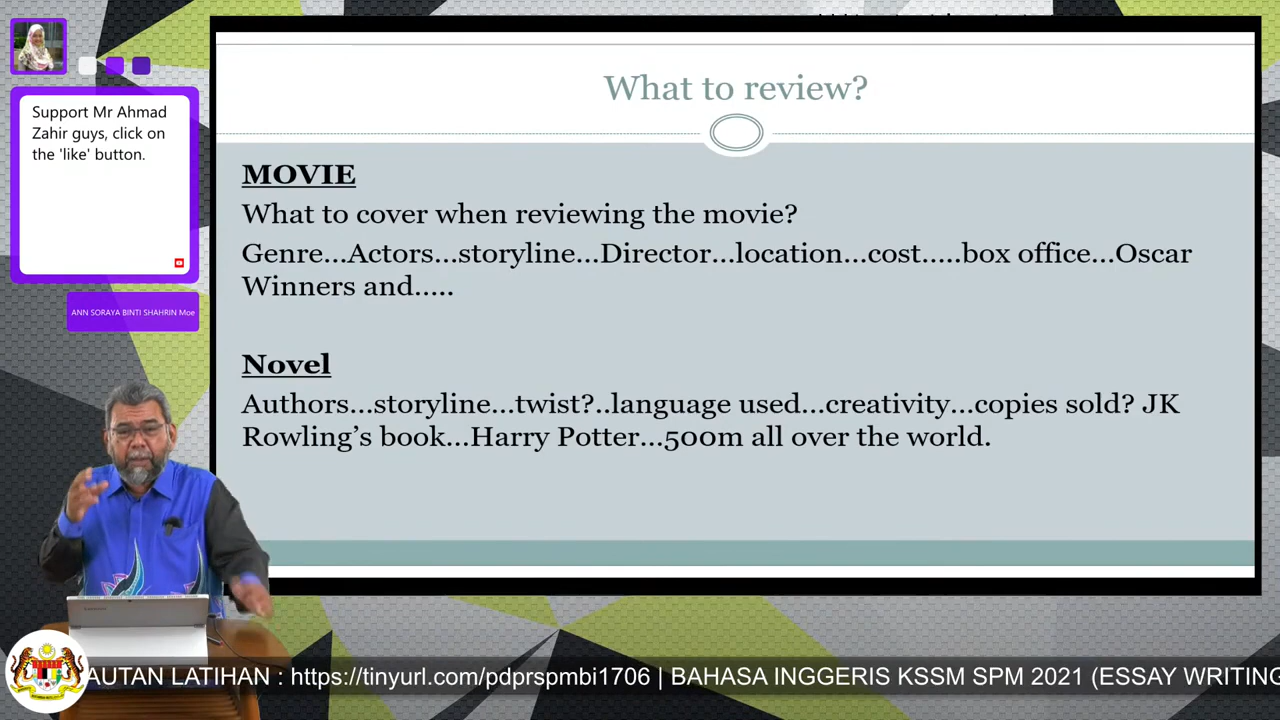 What to review?
Support Mr Ahmad
Zahir guys, click on
the 'like' button.
ANN SORAYA BINTI SHAHRIN Moe
MOVIE
What to cover when reviewing the movie?
Genre...Actors...storyline...Director...location...cost.....box office...Oscar
Winners and.....
Novel
Authors...storyline...twist?..language used...creativity...copies sold? JK
Rowling's book...Harry Potter...500m all over the world.
AUTAN LATIHAN : https://tinyurl.com/pdprspmbi1706 | BAHASA INGGERIS KSSM SPM 2021 (ESSAY WRITING